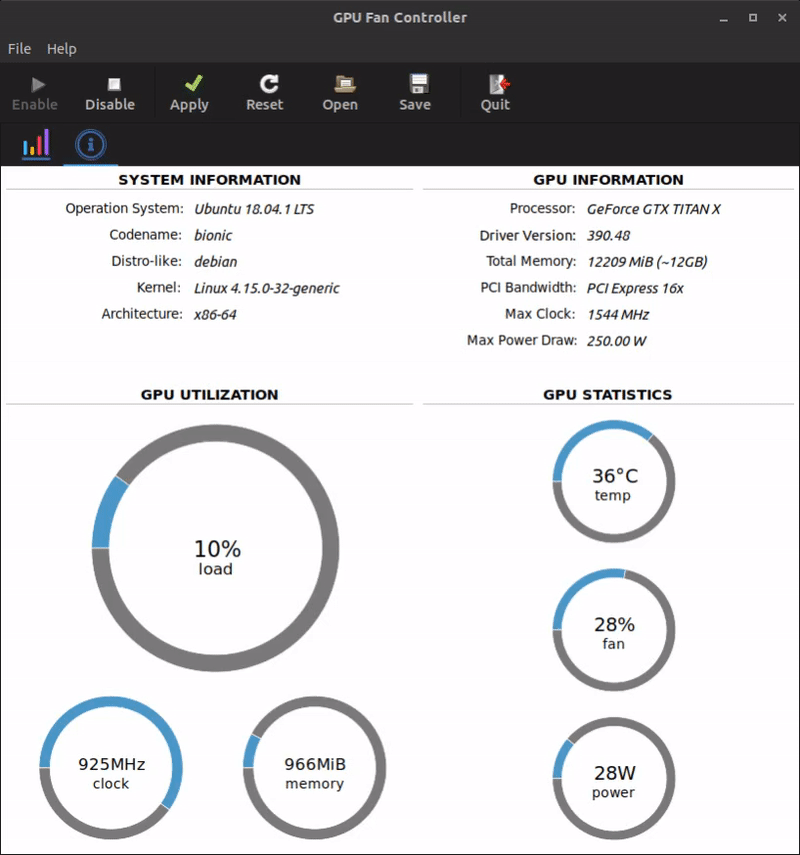 GPU Fan Controller
File Help
Enable Disable Apply Reset Open Save Quit
SYSTEM INFORMATION
Operation System: Ubuntu 18.04.1 LTS
Codename: bionic
Distro-like: debian
Kernel: Linux 4.15.0-32-generic
Architecture: x86-64
GPU INFORMATION
Processor: GeForce GTX TITAN X
Driver Version: 390.48
Total Memory: 12209 MiB (~12GB)
PCI Bandwidth: PCI Express 16x
Max Clock: 1544 MHz
Max Power Draw: 250.00 W
GPU UTILIZATION
10%
load
925MHz
clock
966MiB
memory
GPU STATISTICS
36°C
temp
28%
fan
28W
power